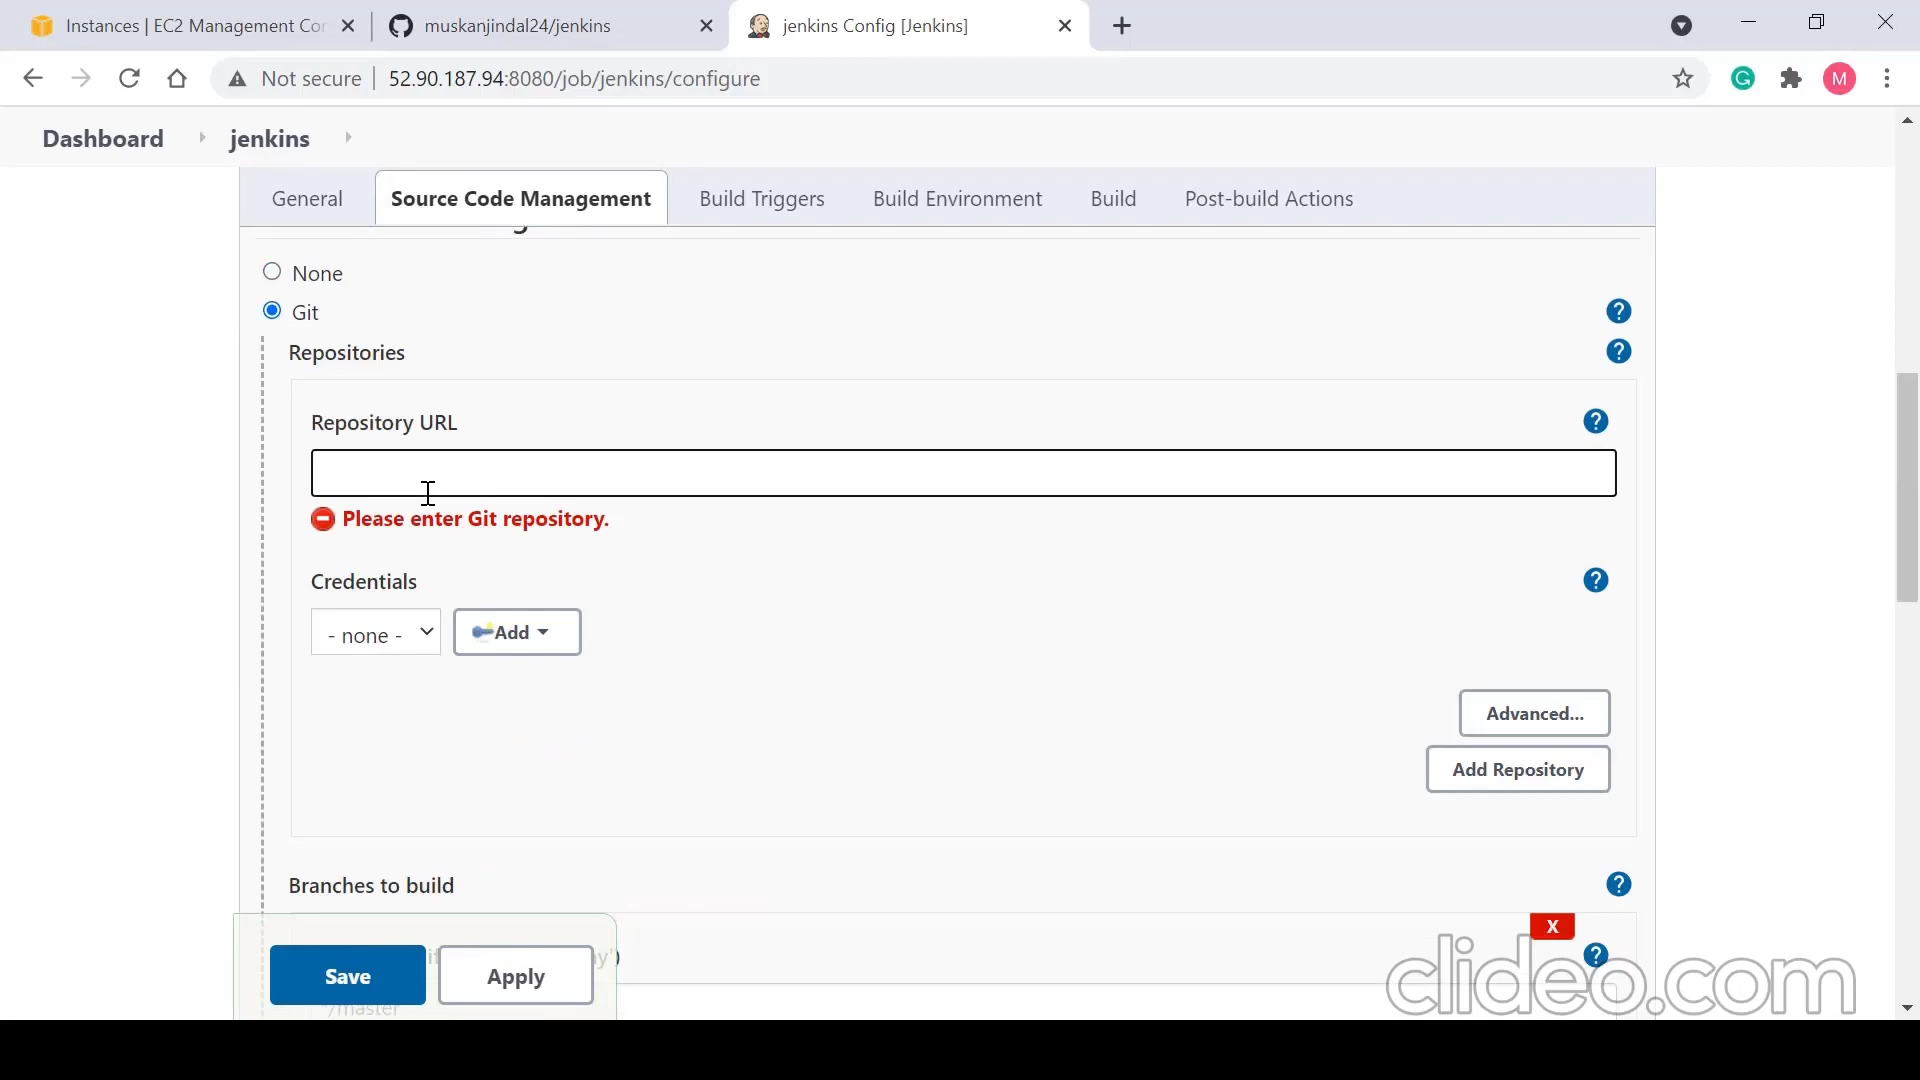 Instances | EC2 Management Con
muskanjindal24/jenkins
jenkins Config [Jenkins]
Not secure
52.90.187.94:8080/job/jenkins/configure
M
Dashboard
jenkins
General
Source Code Management
Build Triggers
Build Environment
Build
Post-build Actions
None
Git
?
Repositories
?
Repository URL
?
Please enter Git repository.
Credentials
?
- none -
Add
Advanced...
Add Repository
Branches to build
?
X
?
Save
Apply
/master
clideo.com